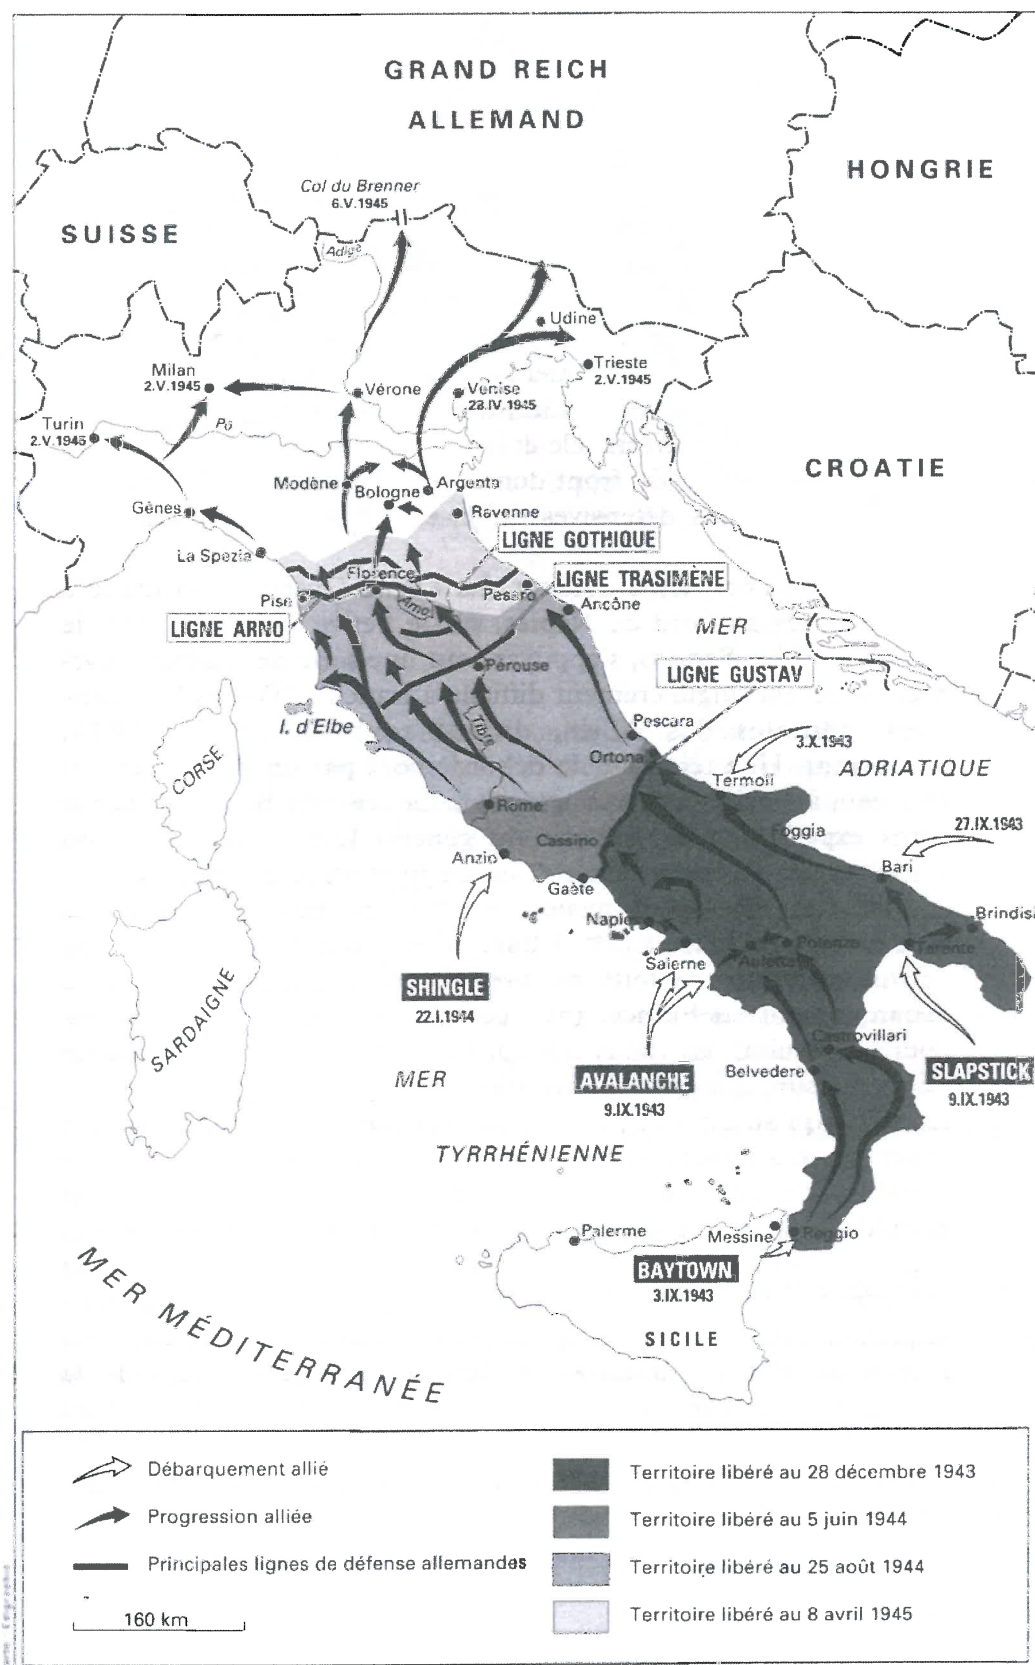 GRAND REICH
ALLEMAND
HONGRIE
Col du Brenner
6.V.1945
SUISSE
Adige
Udine
Trieste
2.V.1945
Milan
2.V.1945
Vérone
Venise
28.IV.1945
Turin
2.V.1945
Pô
CROATIE
Modène
Bologne
Argenta
Gênes
Ravenne
LIGNE GOTHIQUE
La Spezia
Florence
LIGNE TRASIMÈNE
Pise
Arno
Pesaro
Ancône
LIGNE ARNO
MER
Pérouse
LIGNE GUSTAV
I. d'Elbe
Tibre
Pescara
3.X.1943
CORSE
Ortona
ADRIATIQUE
Termoli
Rome
Foggia
27.IX.1943
Cassino
Anzio
Bari
Gaète
Naples
Brindisi
Potenza
Tarente
Auletta
Salerne
SARDAIGNE
SHINGLE
22.I.1944
Castrovillari
MER
AVALANCHE
9.IX.1943
Belvedere
SLAPSTICK
9.IX.1943
TYRRHÉNIENNE
Palerme
Messine
Reggio
BAYTOWN
3.IX.1943
SICILE
MER MÉDITERRANÉE
Débarquement allié
Territoire libéré au 28 décembre 1943
Progression alliée
Territoire libéré au 5 juin 1944
Principales lignes de défense allemandes
Territoire libéré au 25 août 1944
160 km
Territoire libéré au 8 avril 1945